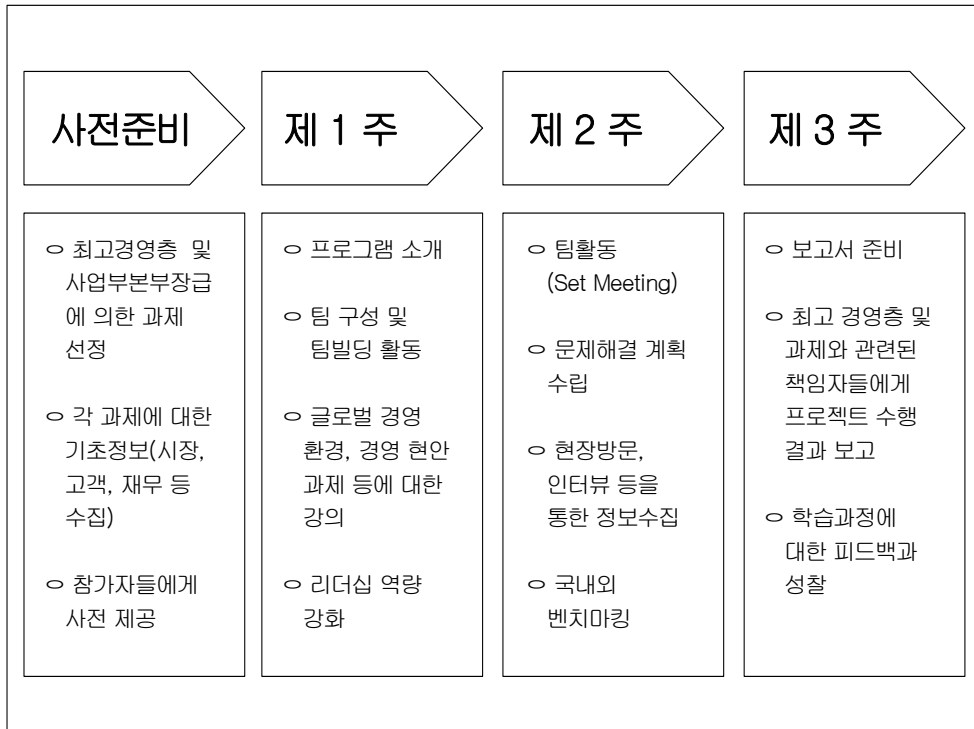 사전준비
제 1 주
제 2 주
제 3 주
ㅇ 최고경영층 및
사업부본부장급
에 의한 과제
선정
ㅇ 각 과제에 대한
기초정보(시장,
고객, 재무 등
수집)
ㅇ 참가자들에게
사전 제공
ㅇ 프로그램 소개
ㅇ 팀 구성 및
팀빌딩 활동
ㅇ 글로벌 경영
환경, 경영 현안
과제 등에 대한
강의
ㅇ 리더십 역량
강화
ㅇ 팀활동
(Set Meeting)
ㅇ 문제해결 계획
수립
ㅇ 현장방문,
인터뷰 등을
통한 정보수집
ㅇ 국내외
벤치마킹
ㅇ 보고서 준비
ㅇ 최고 경영층 및
과제와 관련된
책임자들에게
프로젝트 수행
결과 보고
ㅇ 학습과정에
대한 피드백과
성찰